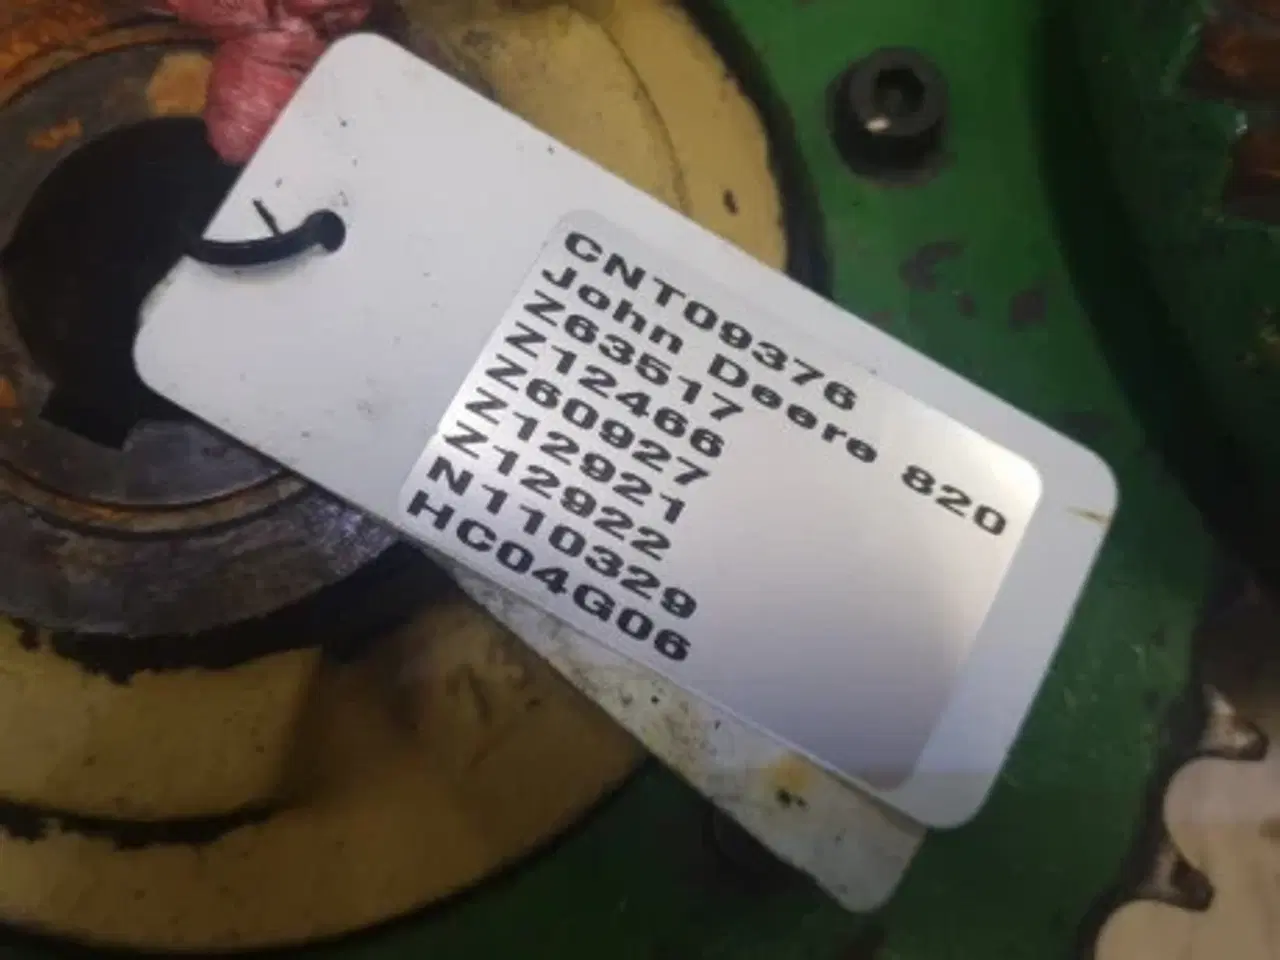 CNT09376
John Deere 820
Z63517
Z12466
Z60927
Z12921
Z12922
N110329
HC04G06